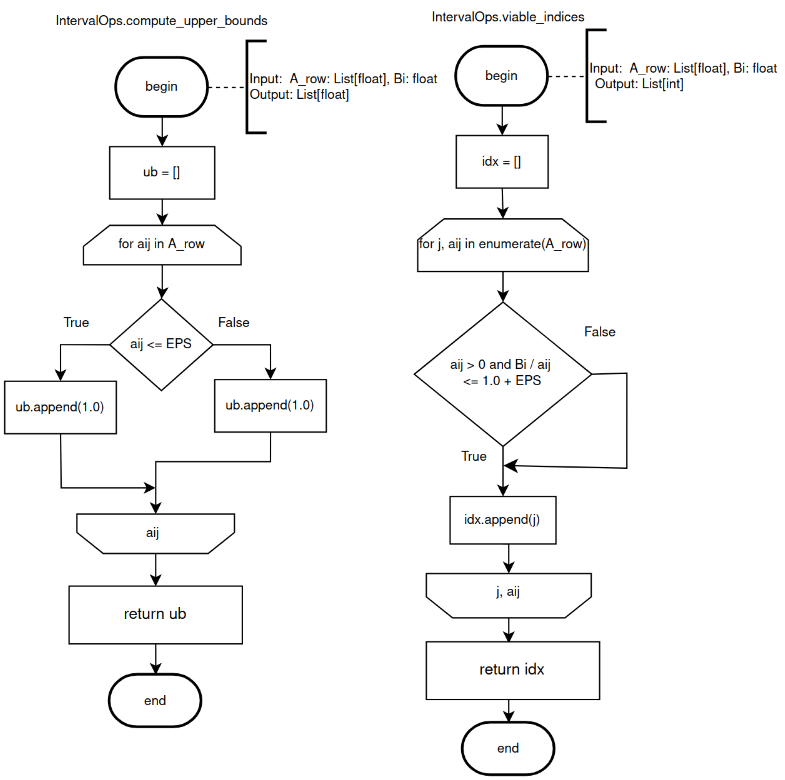 IntervalOps.compute_upper_bounds
begin
Input:  A_row: List[float], Bi: float
Output: List[float]
ub = []
for aij in A_row
True
False
aij <= EPS
ub.append(1.0)
ub.append(1.0)
aij
return ub
end
IntervalOps.viable_indices
begin
Input:  A_row: List[float], Bi: float
Output: List[int]
idx = []
for j, aij in enumerate(A_row)
False
aij > 0 and Bi / aij
<= 1.0 + EPS
True
idx.append(j)
j, aij
return idx
end